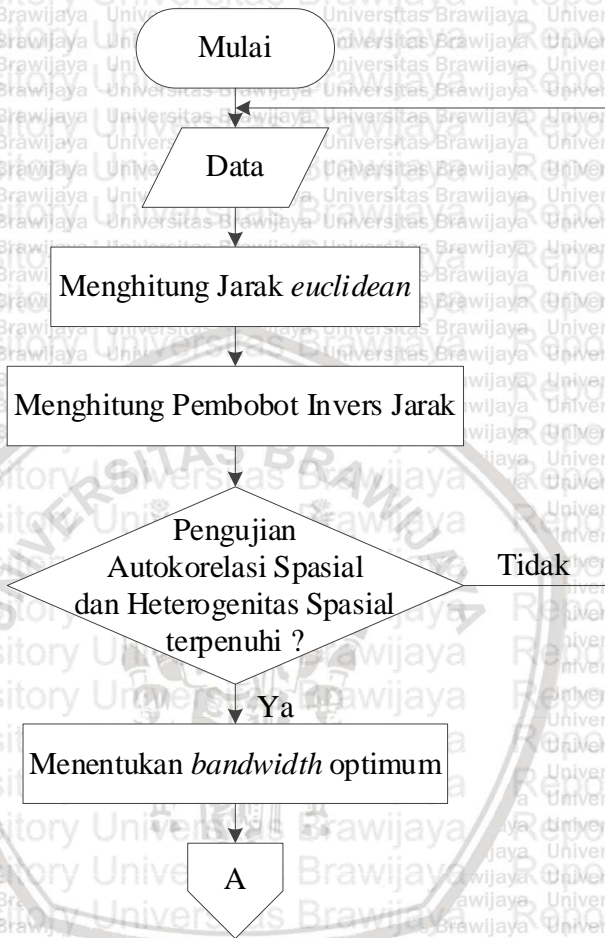 Mulai
Data
Menghitung Jarak euclidean
Menghitung Pembobot Invers Jarak
Pengujian
Autokorelasi Spasial
dan Heterogenitas Spasial
terpenuhi ?
Tidak
Ya
Menentukan bandwidth optimum
A